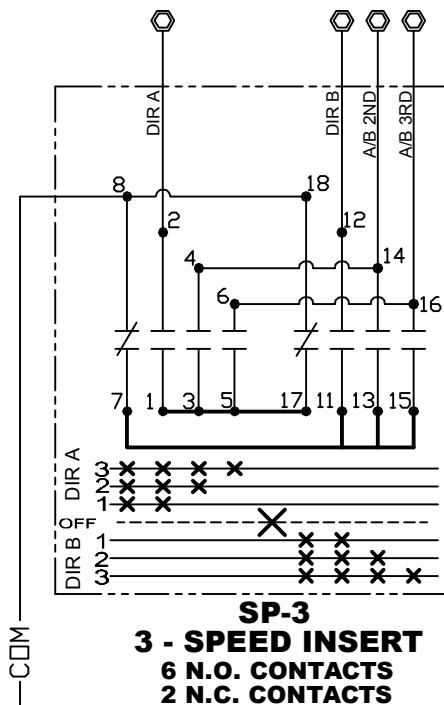 DIR A
DIR B
A/B 2ND
A/B 3RD
8
18
2
12
4
14
6
16
7 1 3 5 17 11 13 15
DIR A
3
2
1
OFF
DIR B
1
2
3
COM
SP-3
3 - SPEED INSERT
6 N.O. CONTACTS
2 N.C. CONTACTS